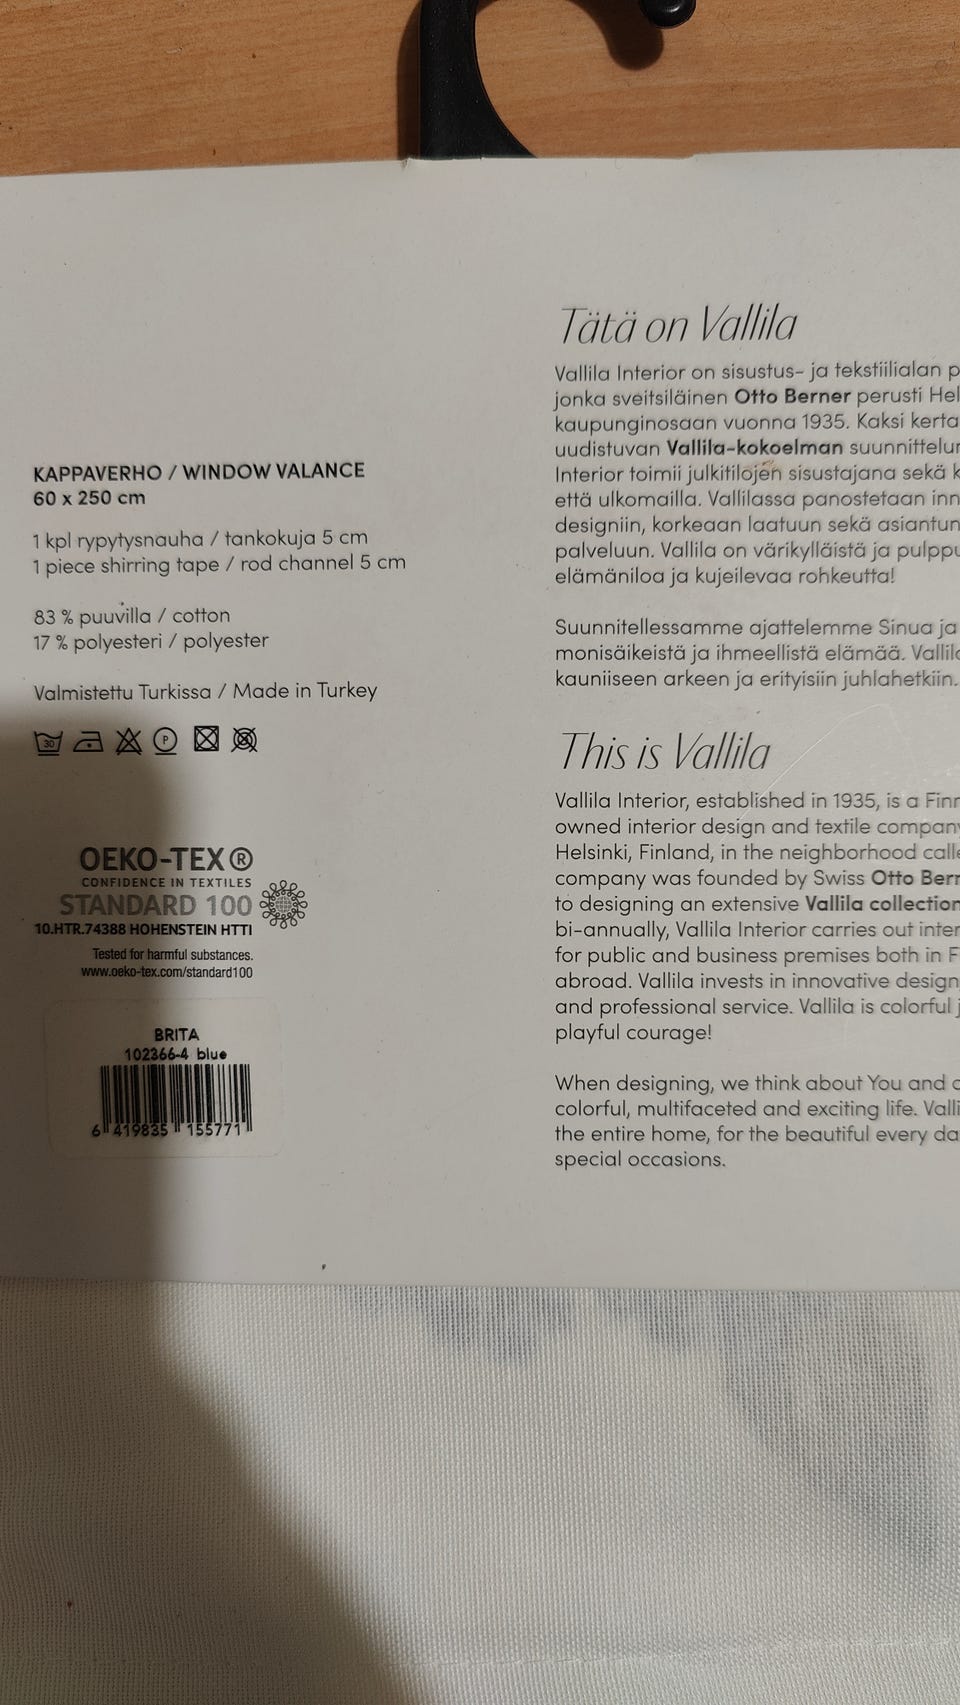 KAPPAVERHO / WINDOW VALANCE
60 x 250 cm
1 kpl rypytysnauha / tankokuja 5 cm
1 piece shirring tape / rod channel 5 cm
83 % puuvilla / cotton
17 % polyesteri / polyester
Valmistettu Turkissa / Made in Turkey
30
P
OEKO-TEX®
CONFIDENCE IN TEXTILES
STANDARD 100
10.HTR.74388 HOHENSTEIN HTTI
Tested for harmful substances.
www.oeko-tex.com/standard100
BRITA
102366-4 blue
6 419835 155771
Tätä on Vallila
Vallila Interior on sisustus- ja tekstiilialan
jonka sveitsiläinen Otto Berner perusti
kaupunginosaan vuonna 1935. Kaksi kerta
uudistuvan Vallila-kokoelman
Interior toimii julkitilojen sisustajana sekä
että ulkomailla. Vallilassa panostetaan
designiin, korkeaan laatuun sekä
palveluun. Vallila on värikylläistä ja
elämäniloa ja kujeilevaa rohkeutta!
Suunnitellessamme ajattelemme Sinua ja
monisäikeistä ja ihmeellistä elämää.
kauniiseen arkeen ja erityisiin juhlahetkiin.
This is Vallila
Vallila Interior, established in 1935, is a
owned interior design and textile company
Helsinki, Finland, in the neighborhood
company was founded by Swiss Otto
to designing an extensive Vallila collection
bi-annually, Vallila Interior carries out
for public and business premises both in
abroad. Vallila invests in innovative design
and professional service. Vallila is colorful
playful courage!
When designing, we think about You and
colorful, multifaceted and exciting life.
the entire home, for the beautiful every
special occasions.